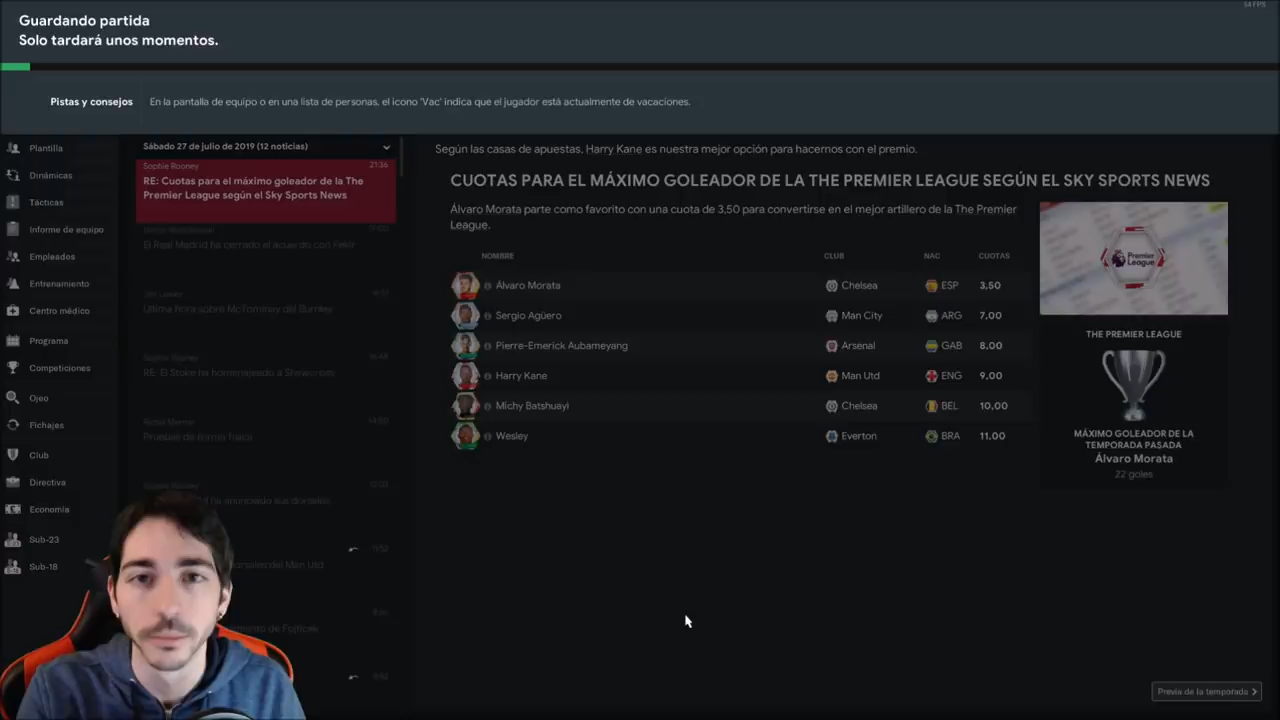 54 FPS
Guardando partida
Solo tardará unos momentos.
Pistas y consejos
En la pantalla de equipo o en una lista de personas, el icono 'Vac' indica que el jugador está actualmente de vacaciones.
Plantilla
Dinámicas
Tácticas
Informe de equipo
Empleados
Entrenamiento
Centro médico
Programa
Competiciones
Ojeo
Fichajes
Club
Directiva
Economía
Sub-23
Sub-18
Sábado 27 de julio de 2019 (12 noticias)
Sophie Rooney 21:36
RE: Cuotas para el máximo goleador de la The
Premier League según el Sky Sports News
El Real Madrid ha cerrado el acuerdo con Fekir
Última hora sobre McTominay del Burnley
Sophie Rooney 16:48
RE: El Stoke ha homenajeado a Shawcross
Según las casas de apuestas, Harry Kane es nuestra mejor opción para hacernos con el premio.
CUOTAS PARA EL MÁXIMO GOLEADOR DE LA THE PREMIER LEAGUE SEGÚN EL SKY SPORTS NEWS
Álvaro Morata parte como favorito con una cuota de 3,50 para convertirse en el mejor artillero de la The Premier
League.
NOMBRE CLUB NAC CUOTAS
Álvaro Morata Chelsea ESP 3,50
Sergio Agüero Man City ARG 7,00
Pierre-Emerick Aubameyang Arsenal GAB 8,00
Harry Kane Man Utd ENG 9,00
Michy Batshuayi Chelsea BEL 10,00
Wesley Everton BRA 11,00
Premier
League
THE PREMIER LEAGUE
MÁXIMO GOLEADOR DE LA
TEMPORADA PASADA
Álvaro Morata
22 goles
Previa de la temporada